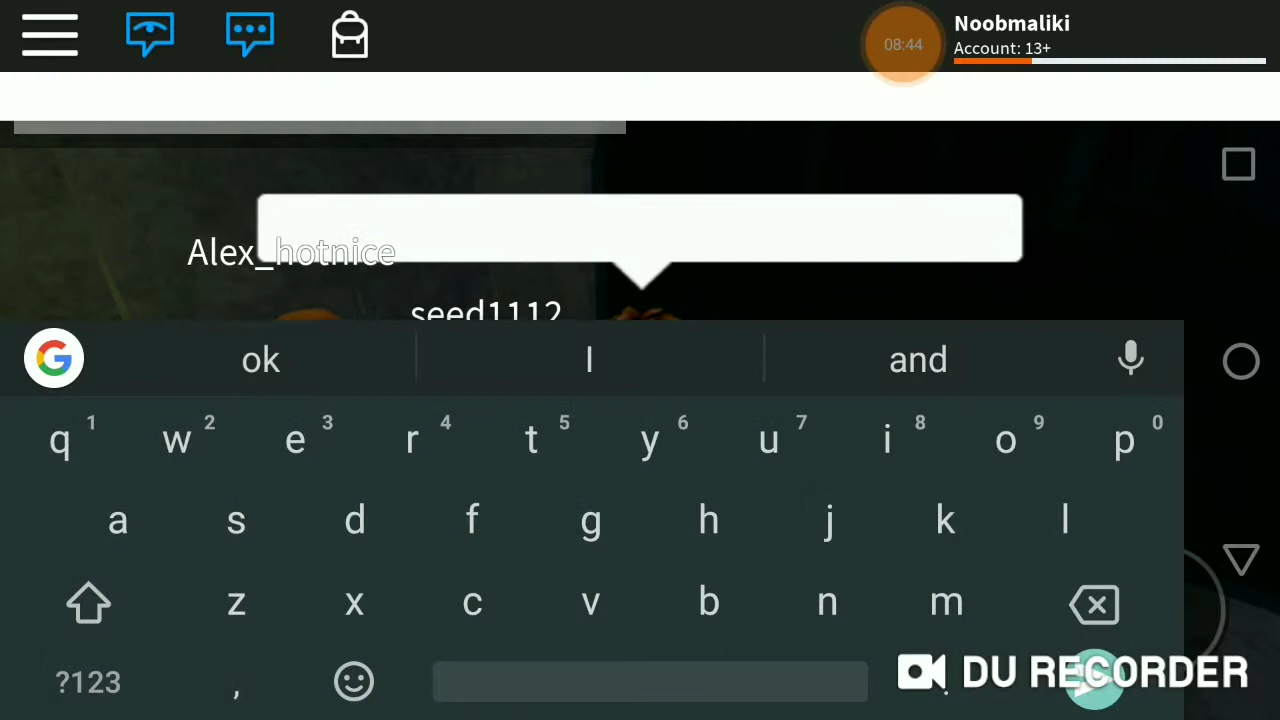 Noobmaliki
08:44
Account: 13+
Alex_hotnice
seed1112
ok I and
q 1 w 2 e 3 r 4 t 5 y 6 u 7 i 8 o 9 p 0
a s d f g h j k l
z x c v b n m
?123 , .
DU RECORDER